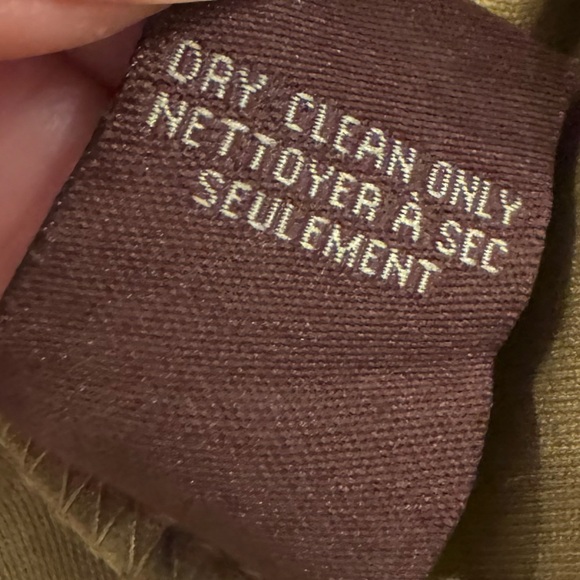 DRY CLEAN ONLY
NETTOYER À SEC
SEULEMENT